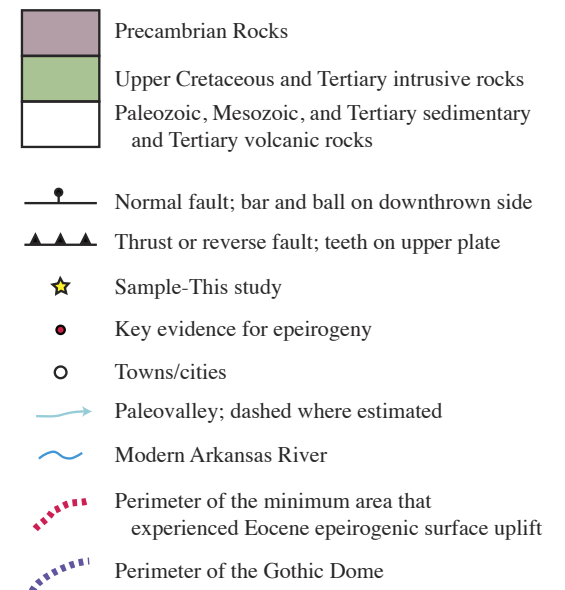 Precambrian Rocks
Upper Cretaceous and Tertiary intrusive rocks
Paleozoic, Mesozoic, and Tertiary sedimentary
and Tertiary volcanic rocks
Normal fault; bar and ball on downthrown side
Thrust or reverse fault; teeth on upper plate
Sample-This study
Key evidence for epeirogeny
Towns/cities
Paleovalley; dashed where estimated
Modern Arkansas River
Perimeter of the minimum area that
experienced Eocene epeirogenic surface uplift
Perimeter of the Gothic Dome